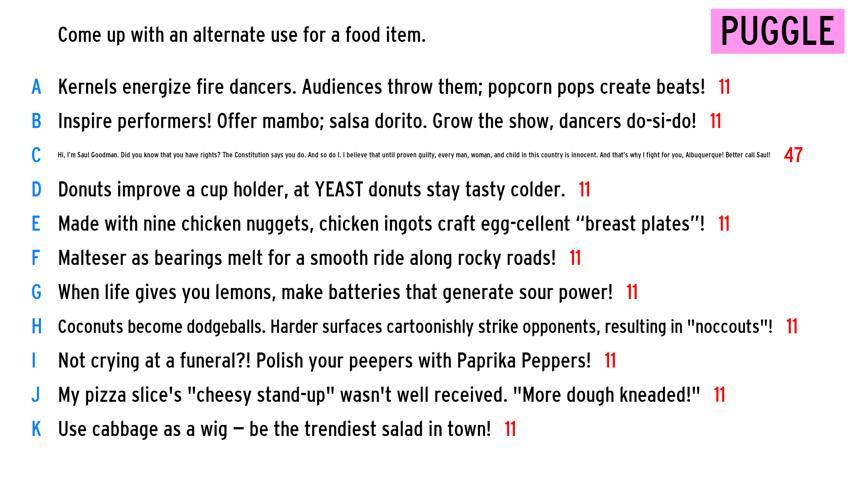 Come up with an alternate use for a food item.
PUGGLE
A Kernels energize fire dancers. Audiences throw them; popcorn pops create beats! 11
B Inspire performers! Offer mambo; salsa dorito. Grow the show, dancers do-si-do! 11
C Hi, I'm Saul Goodman. Did you know that you have rights? The Constitution says you do. And so do I. I believe that until proven guilty, every man, woman, and child in this country is innocent. And that's why I fight for you, Albuquerque! Better call Saul! 47
D Donuts improve a cup holder, at YEAST donuts stay tasty colder. 11
E Made with nine chicken nuggets, chicken ingots craft egg-cellent “breast plates”! 11
F Malteser as bearings melt for a smooth ride along rocky roads! 11
G When life gives you lemons, make batteries that generate sour power! 11
H Coconuts become dodgeballs. Harder surfaces cartoonishly strike opponents, resulting in "noccouts"! 11
I Not crying at a funeral?! Polish your peepers with Paprika Peppers! 11
J My pizza slice's "cheesy stand-up" wasn't well received. "More dough kneaded!" 11
K Use cabbage as a wig – be the trendiest salad in town! 11